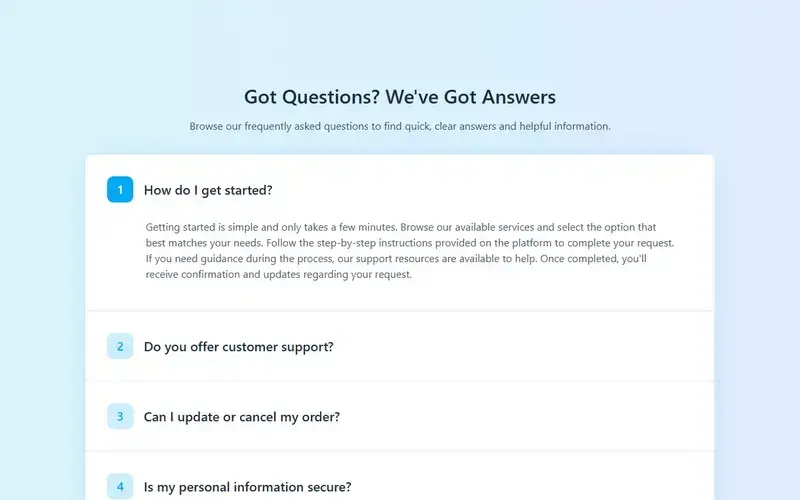 Got Questions? We've Got Answers
Browse our frequently asked questions to find quick, clear answers and helpful information.
1 How do I get started?
Getting started is simple and only takes a few minutes. Browse our available services and select the option that
best matches your needs. Follow the step-by-step instructions provided on the platform to complete your request.
If you need guidance during the process, our support resources are available to help. Once completed, you'll
receive confirmation and updates regarding your request.
2 Do you offer customer support?
3 Can I update or cancel my order?
4 Is my personal information secure?